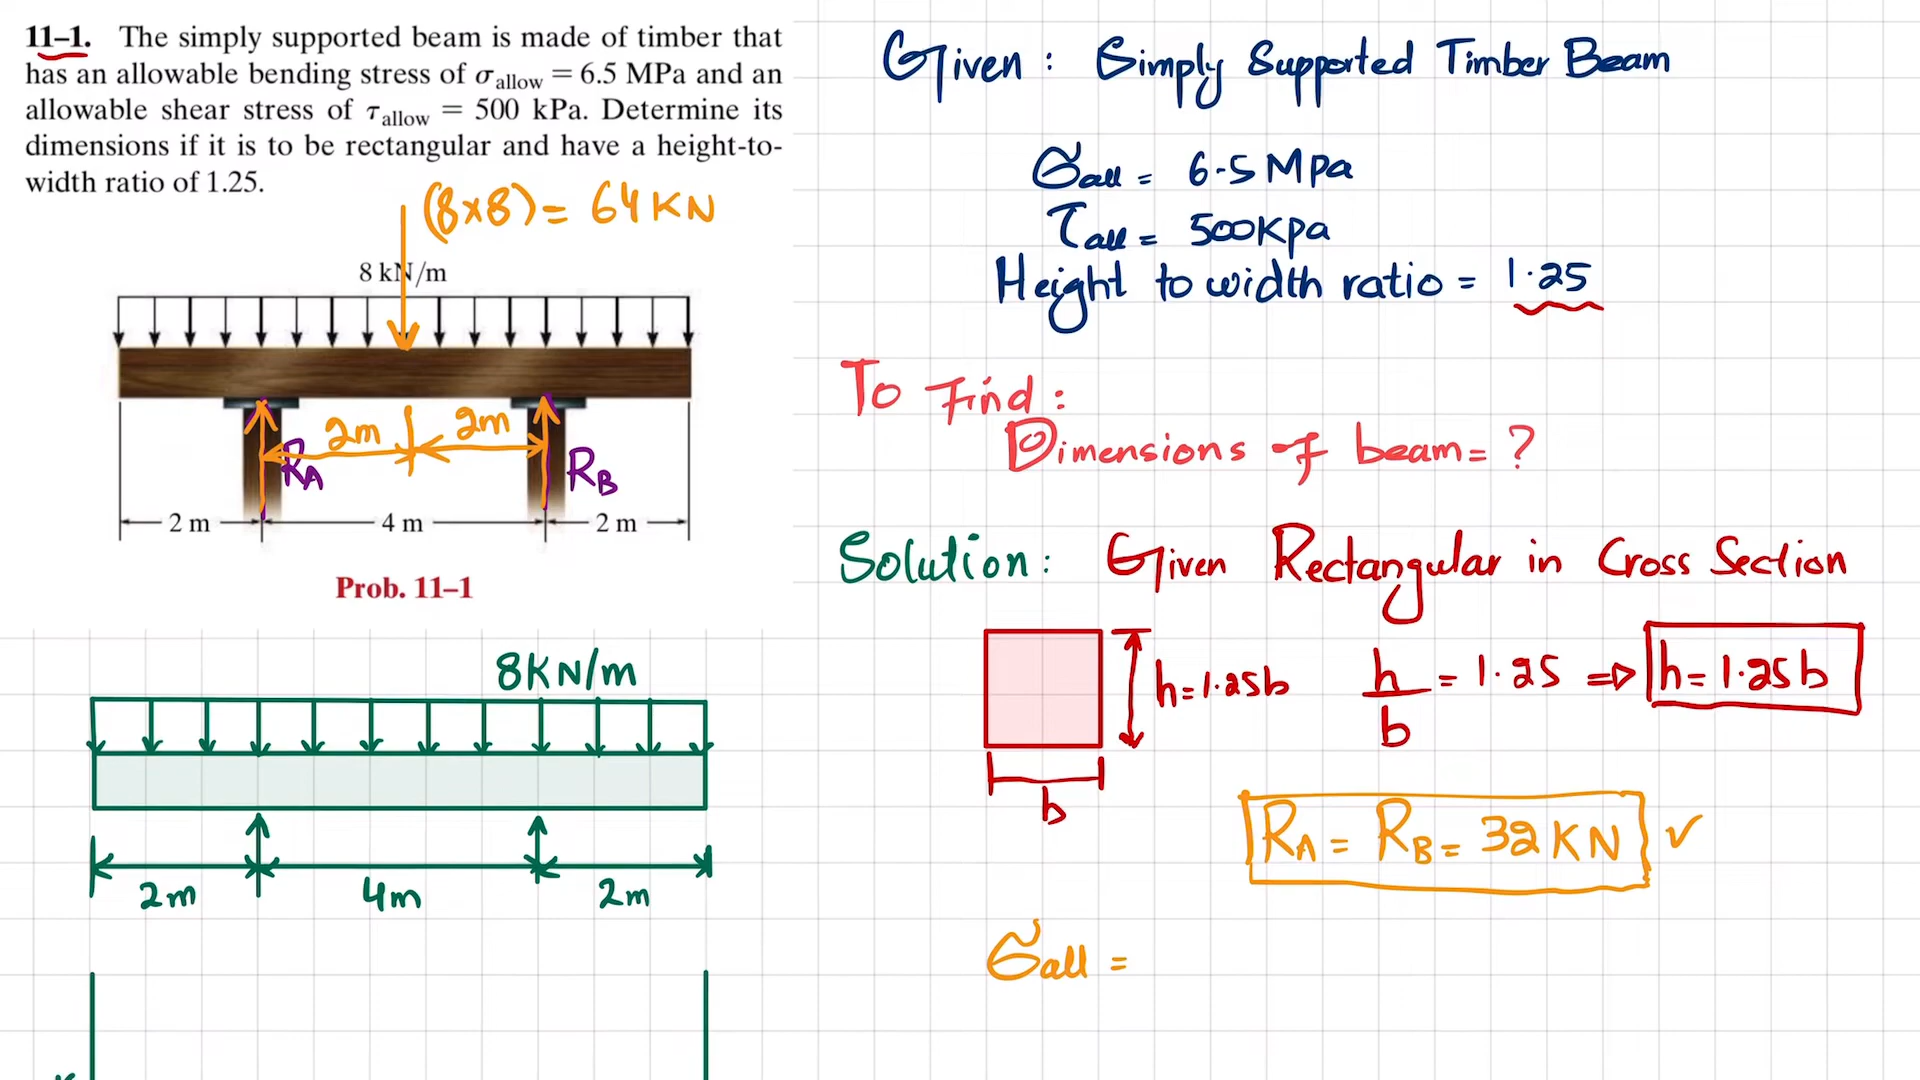 11–1. The simply supported beam is made of timber that
has an allowable bending stress of σallow = 6.5 MPa and an
allowable shear stress of τallow = 500 kPa. Determine its
dimensions if it is to be rectangular and have a height-to-
width ratio of 1.25.
(8×8) = 64 KN
8 kN/m
2m
2m
RA
RB
2 m
4 m
2 m
Prob. 11–1
8KN/m
2m
4m
2m
Given : Simply Supported Timber Beam
σall = 6.5 MPa
τall = 500KPa
Height to width ratio = 1.25
To Find :
Dimensions of beam = ?
Solution : Given Rectangular in Cross Section
h=1.25b
h/b = 1.25 ⇒ h= 1.25b
b
RA = RB = 32 KN ✓
σall =